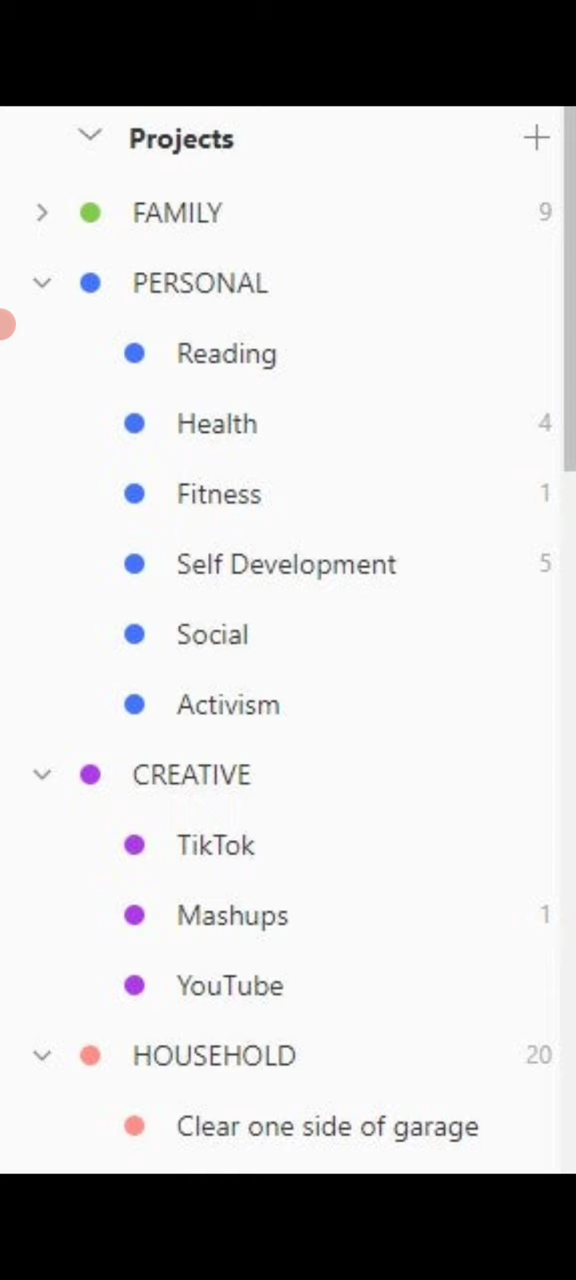 Projects
FAMILY 9
PERSONAL
Reading
Health 4
Fitness 1
Self Development 5
Social
Activism
CREATIVE
TikTok
Mashups 1
YouTube
HOUSEHOLD 20
Clear one side of garage